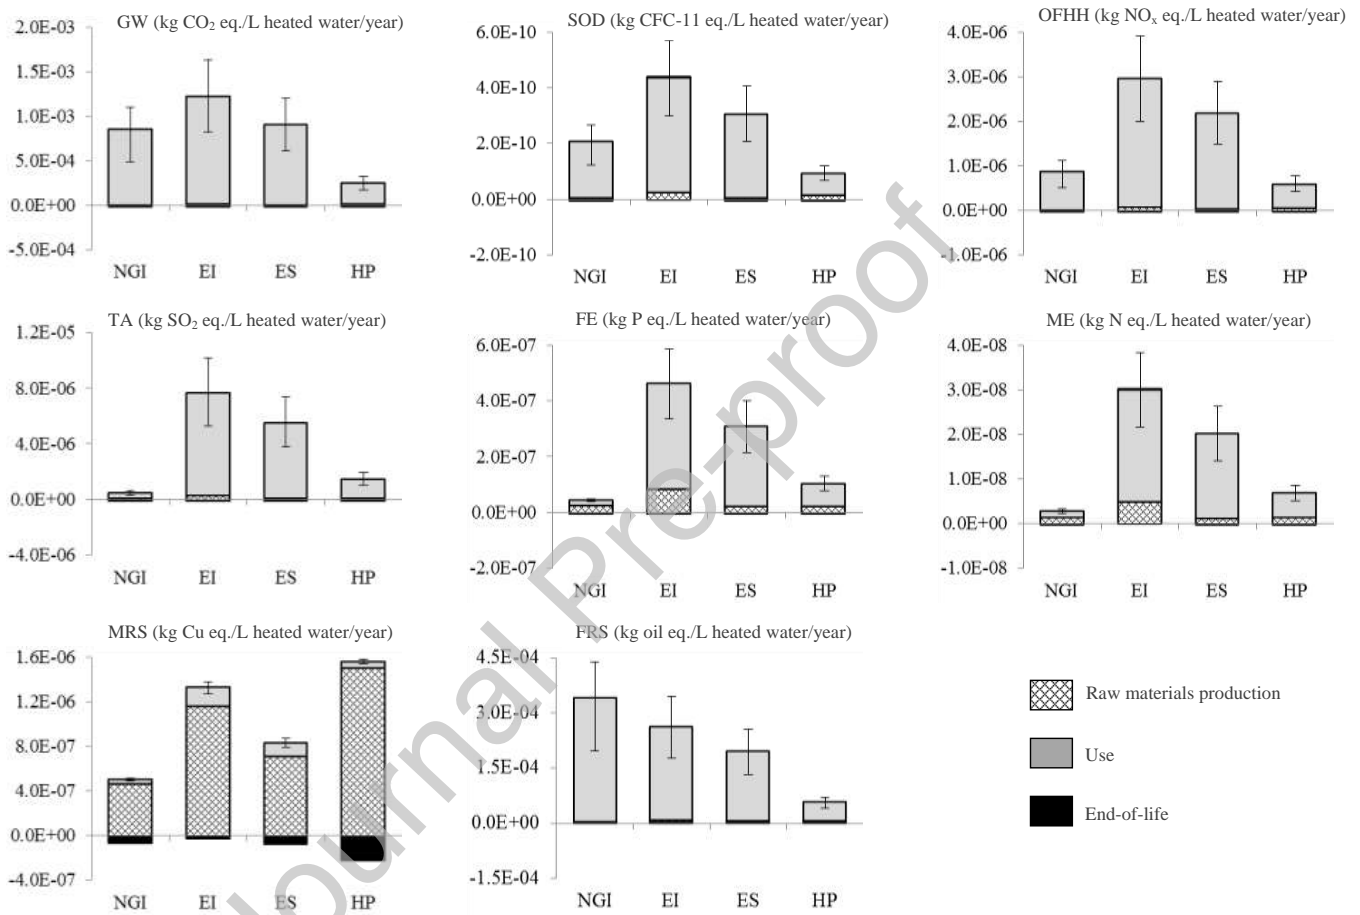 GW (kg CO₂ eq./L heated water/year)
2.0E-03
1.5E-03
1.0E-03
5.0E-04
0.0E+00
-5.0E-04
NGI EI ES HP
SOD (kg CFC-11 eq./L heated water/year)
6.0E-10
4.0E-10
2.0E-10
0.0E+00
-2.0E-10
NGI EI ES HP
OFHH (kg NOₓ eq./L heated water/year)
4.0E-06
3.0E-06
2.0E-06
1.0E-06
0.0E+00
-1.0E-06
NGI EI ES HP
TA (kg SO₂ eq./L heated water/year)
1.2E-05
8.0E-06
4.0E-06
0.0E+00
-4.0E-06
NGI EI ES HP
FE (kg P eq./L heated water/year)
6.0E-07
4.0E-07
2.0E-07
0.0E+00
-2.0E-07
NGI EI ES HP
ME (kg N eq./L heated water/year)
4.0E-08
3.0E-08
2.0E-08
1.0E-08
0.0E+00
-1.0E-08
NGI EI ES HP
MRS (kg Cu eq./L heated water/year)
1.6E-06
1.2E-06
8.0E-07
4.0E-07
0.0E+00
-4.0E-07
NGI EI ES HP
FRS (kg oil eq./L heated water/year)
4.5E-04
3.0E-04
1.5E-04
0.0E+00
-1.5E-04
NGI EI ES HP
Raw materials production
Use
End-of-life
Journal Pre-proof